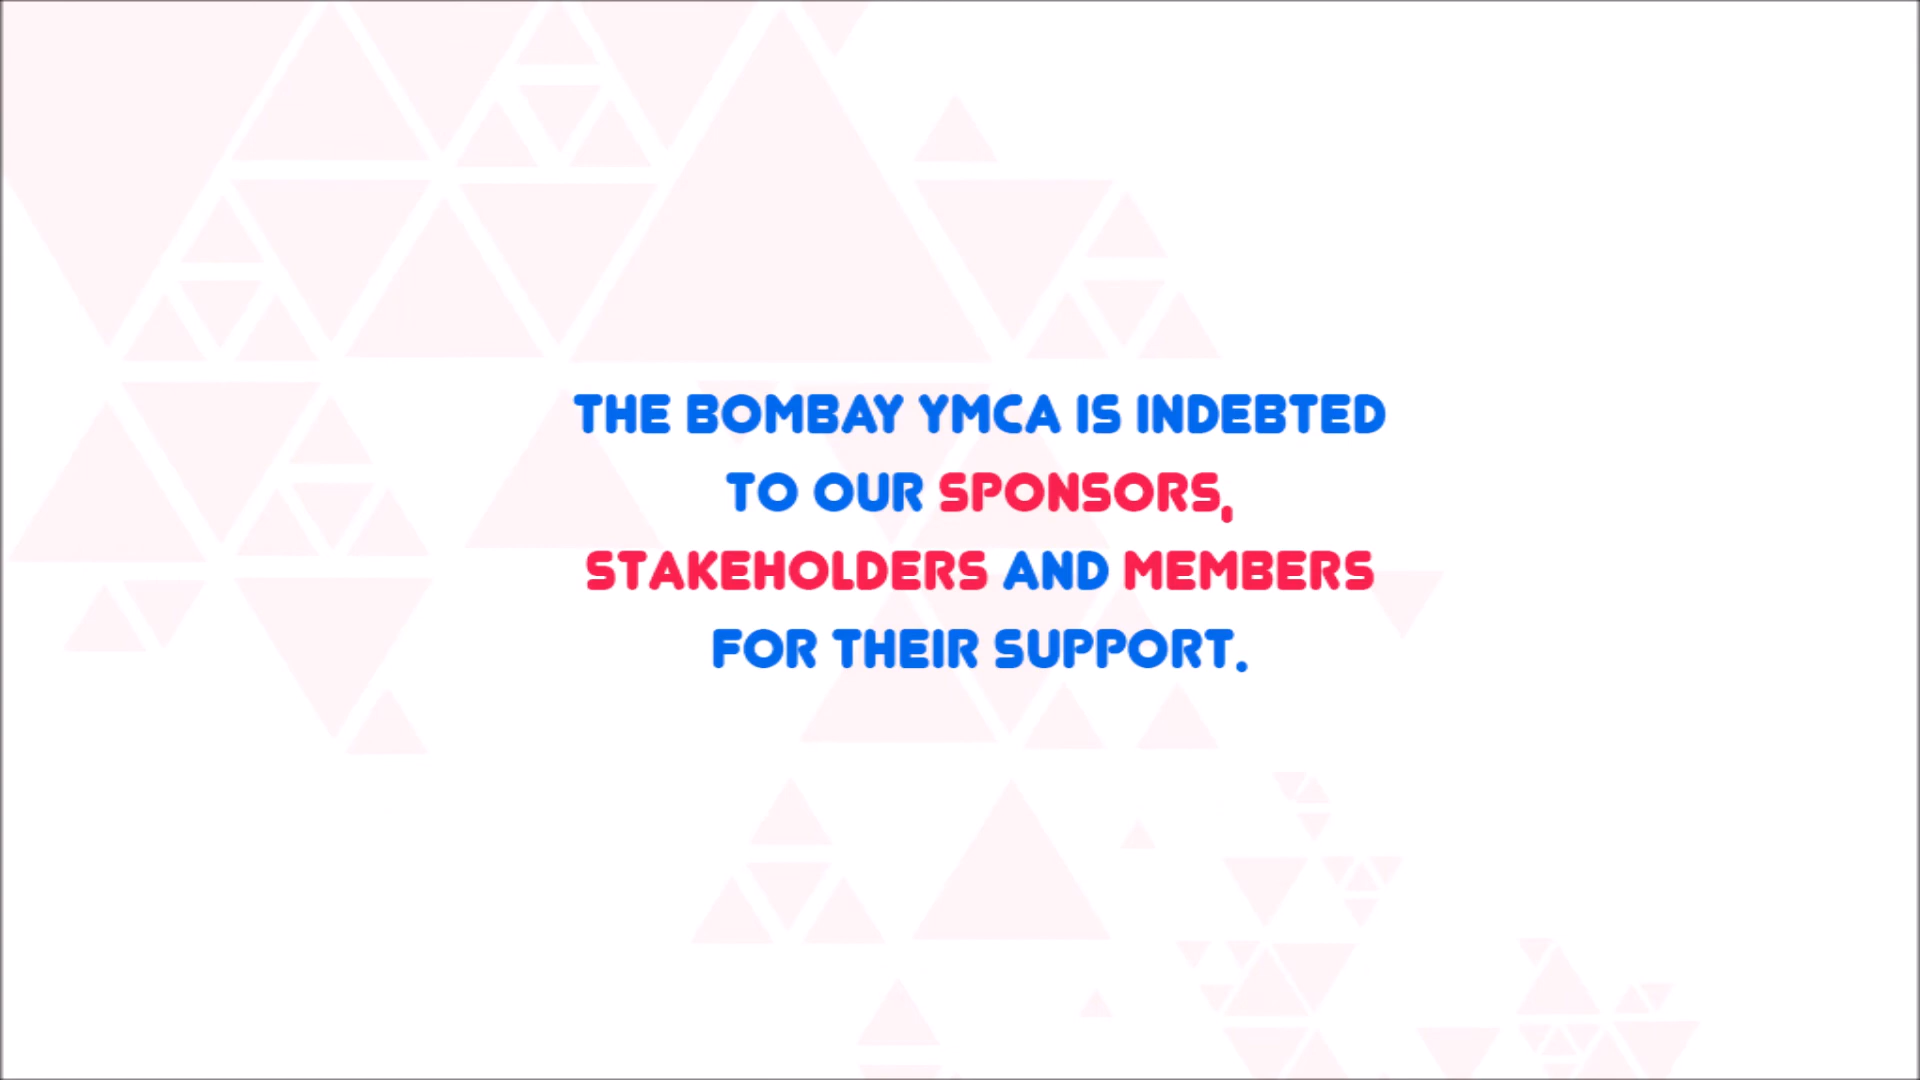 THE BOMBAY YMCA IS INDEBTED
TO OUR SPONSORS,
STAKEHOLDERS AND MEMBERS
FOR THEIR SUPPORT.